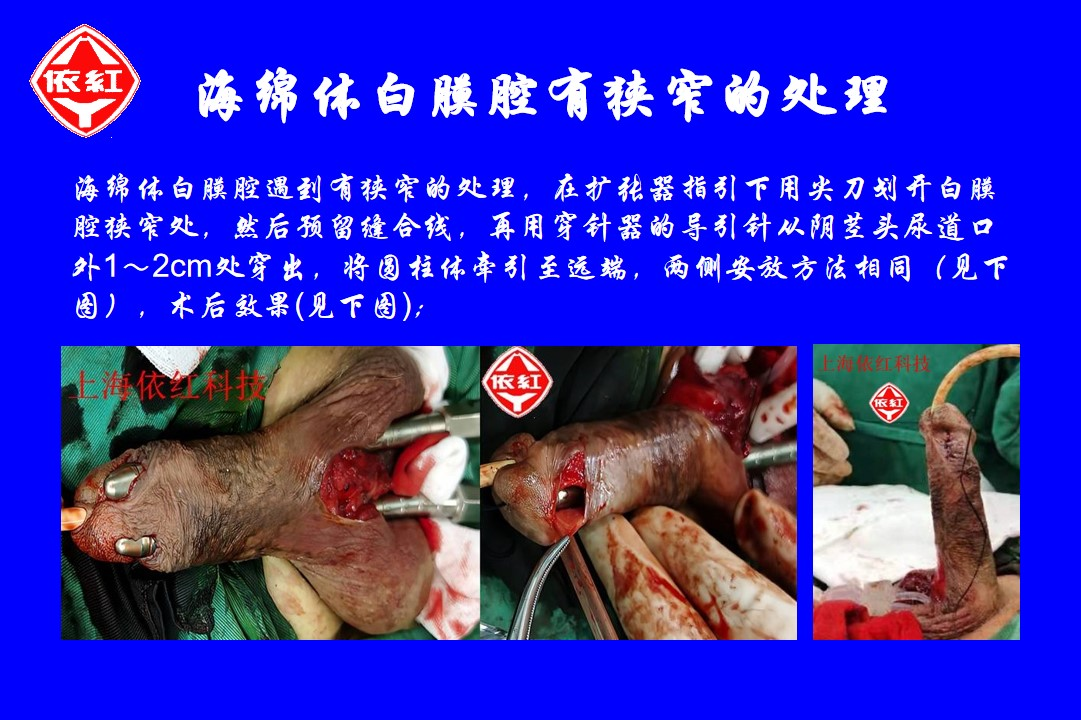 依紅
海绵体白膜腔有狭窄的处理
海绵体白膜腔遇到有狭窄的处理，在扩张器指引下用尖刀划开白膜
腔狭窄处，然后预留缝合线，再用穿针器的导引针从阴茎头尿道口
外1～2cm处穿出，将圆柱体牵引至远端，两侧安放方法相同（见下
图），术后效果(见下图);
上海依红科技
依紅
上海依红科技
依紅